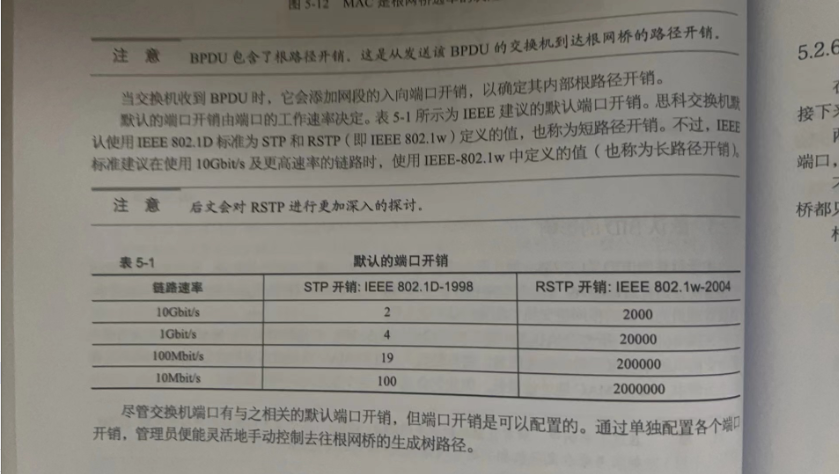 图 5-12 MAC 是根网桥选举的
注 意 BPDU 包含了根路径开销。这是从发送该 BPDU 的交换机到达根网桥的路径开销。
当交换机收到 BPDU 时，它会添加网段的入向端口开销，以确定其内部根路径开销。
默认的端口开销由端口的工作速率决定。表 5-1 所示为 IEEE 建议的默认端口开销。思科交换机默
认使用 IEEE 802.1D 标准为 STP 和 RSTP（即 IEEE 802.1w）定义的值，也称为短路径开销。不过，IEEE
标准建议在使用 10Gbit/s 及更高速率的链路时，使用 IEEE-802.1w 中定义的值（也称为长路径开销）。
注 意 后文会对 RSTP 进行更加深入的探讨。
表 5-1 默认的端口开销
链路速率 STP 开销: IEEE 802.1D-1998 RSTP 开销: IEEE 802.1w-2004
10Gbit/s 2 2000
1Gbit/s 4 20000
100Mbit/s 19 200000
10Mbit/s 100 2000000
尽管交换机端口有与之相关的默认端口开销，但端口开销是可以配置的。通过单独配置各个端口
开销，管理员便能灵活地手动控制去往根网桥的生成树路径。
5.2.6
接下来
端口，
桥都只